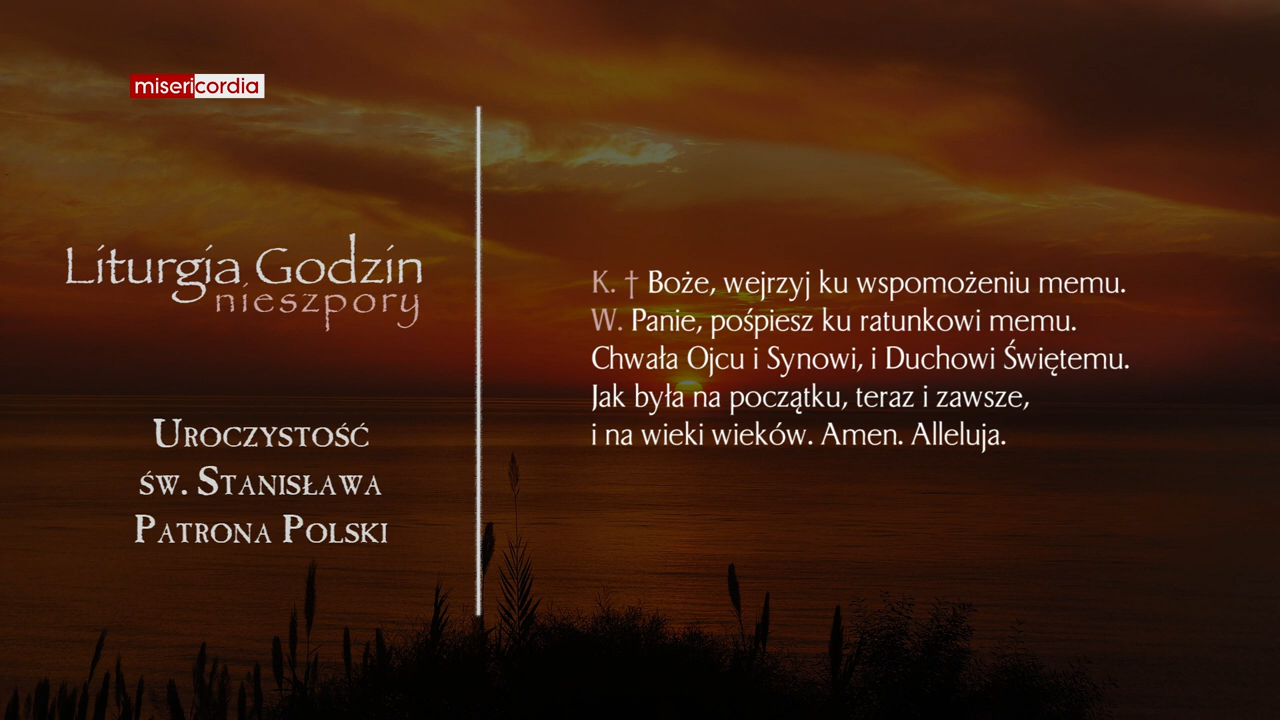 misericordia
Liturgia Godzin
nieszpory
Uroczystość
św. Stanisława
Patrona Polski
K. † Boże, wejrzyj ku wspomożeniu memu.
W. Panie, pośpiesz ku ratunkowi memu.
Chwała Ojcu i Synowi, i Duchowi Świętemu.
Jak była na początku, teraz i zawsze,
i na wieki wieków. Amen. Alleluja.